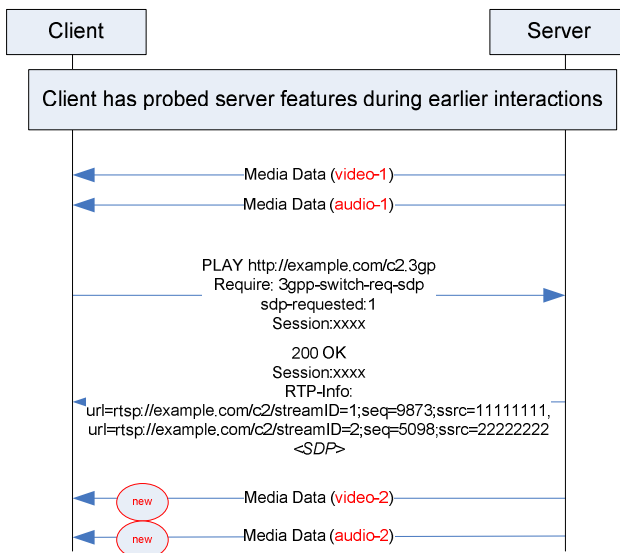 Client
Server
Client has probed server features during earlier interactions
Media Data (video-1)
Media Data (audio-1)
PLAY http://example.com/c2.3gp
Require: 3gpp-switch-req-sdp
sdp-requested:1
Session:xxxx
200 OK
Session:xxxx
RTP-Info:
url=rtsp://example.com/c2/streamID=1;seq=9873;ssrc=11111111,
url=rtsp://example.com/c2/streamID=2;seq=5098;ssrc=22222222
<SDP>
new
Media Data (video-2)
new
Media Data (audio-2)